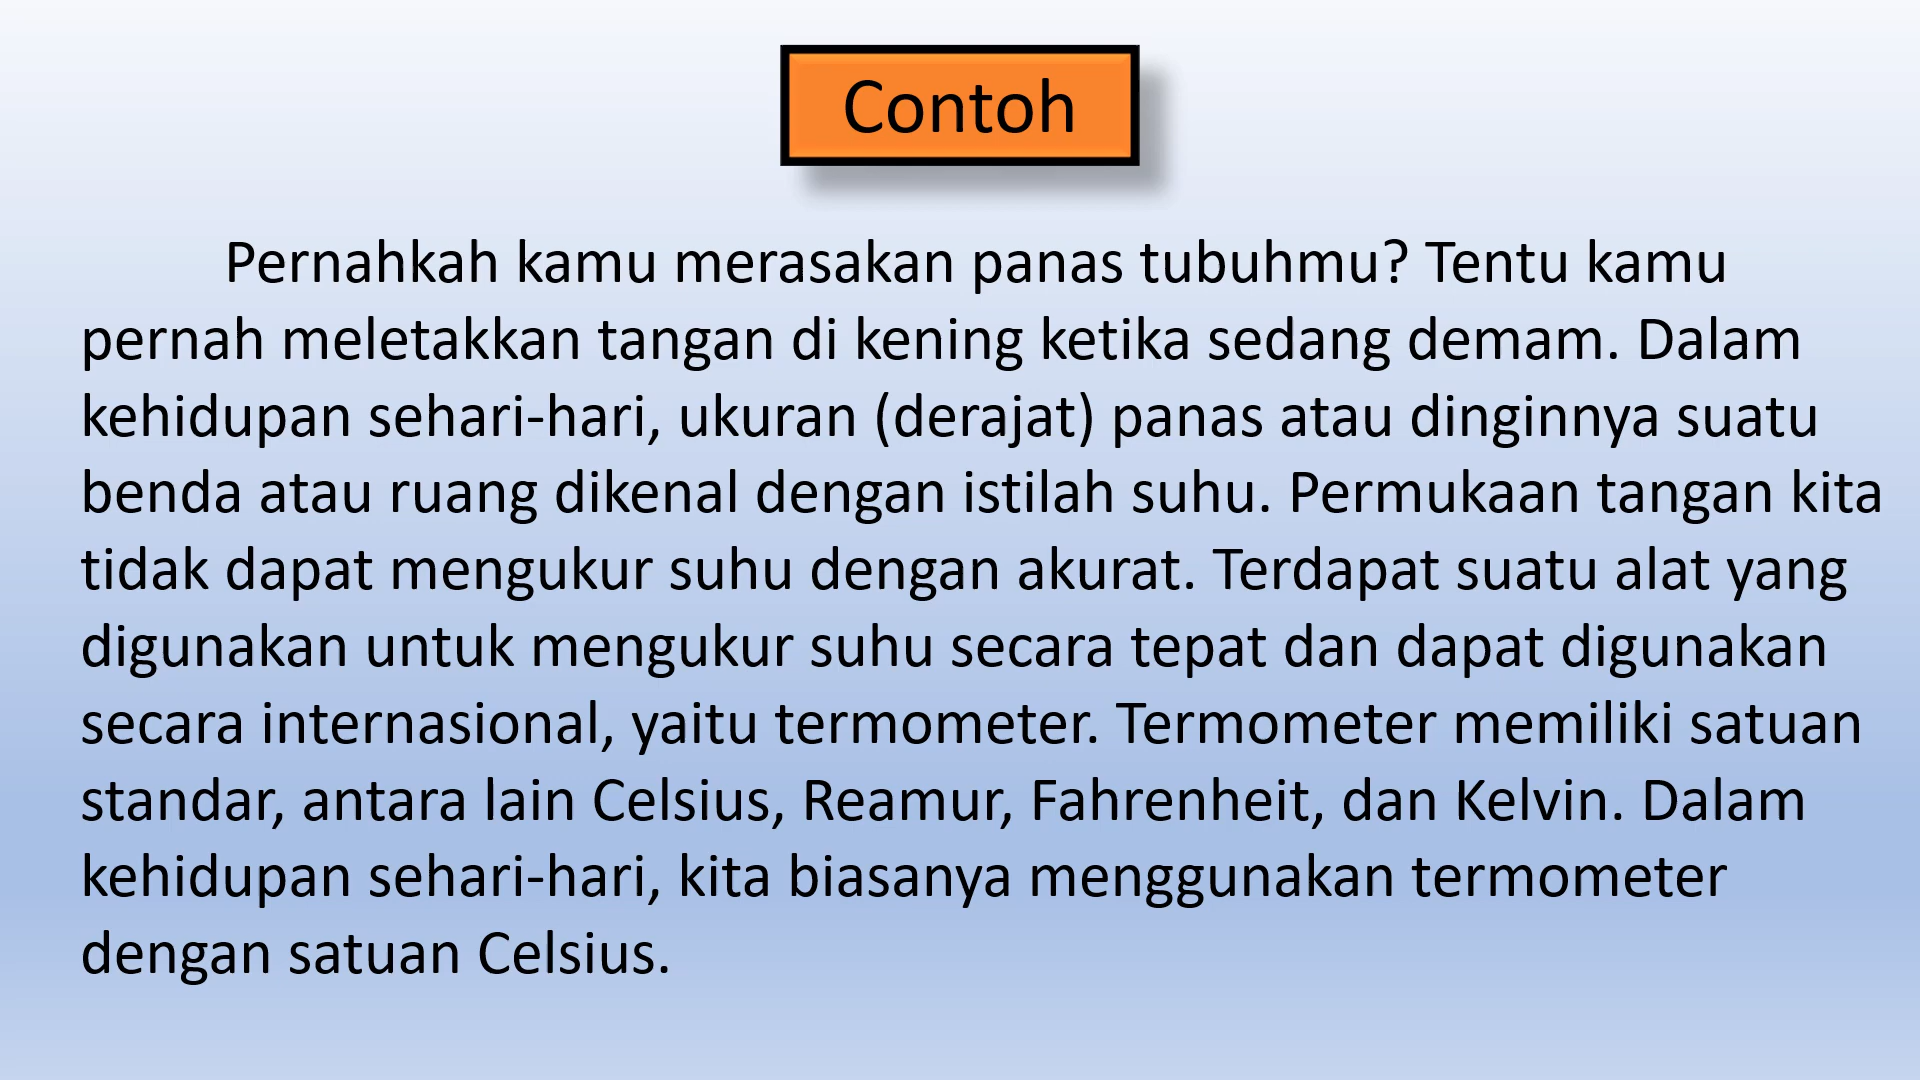 Contoh
Pernahkah kamu merasakan panas tubuhmu? Tentu kamu
pernah meletakkan tangan di kening ketika sedang demam. Dalam
kehidupan sehari-hari, ukuran (derajat) panas atau dinginnya suatu
benda atau ruang dikenal dengan istilah suhu. Permukaan tangan kita
tidak dapat mengukur suhu dengan akurat. Terdapat suatu alat yang
digunakan untuk mengukur suhu secara tepat dan dapat digunakan
secara internasional, yaitu termometer. Termometer memiliki satuan
standar, antara lain Celsius, Reamur, Fahrenheit, dan Kelvin. Dalam
kehidupan sehari-hari, kita biasanya menggunakan termometer
dengan satuan Celsius.